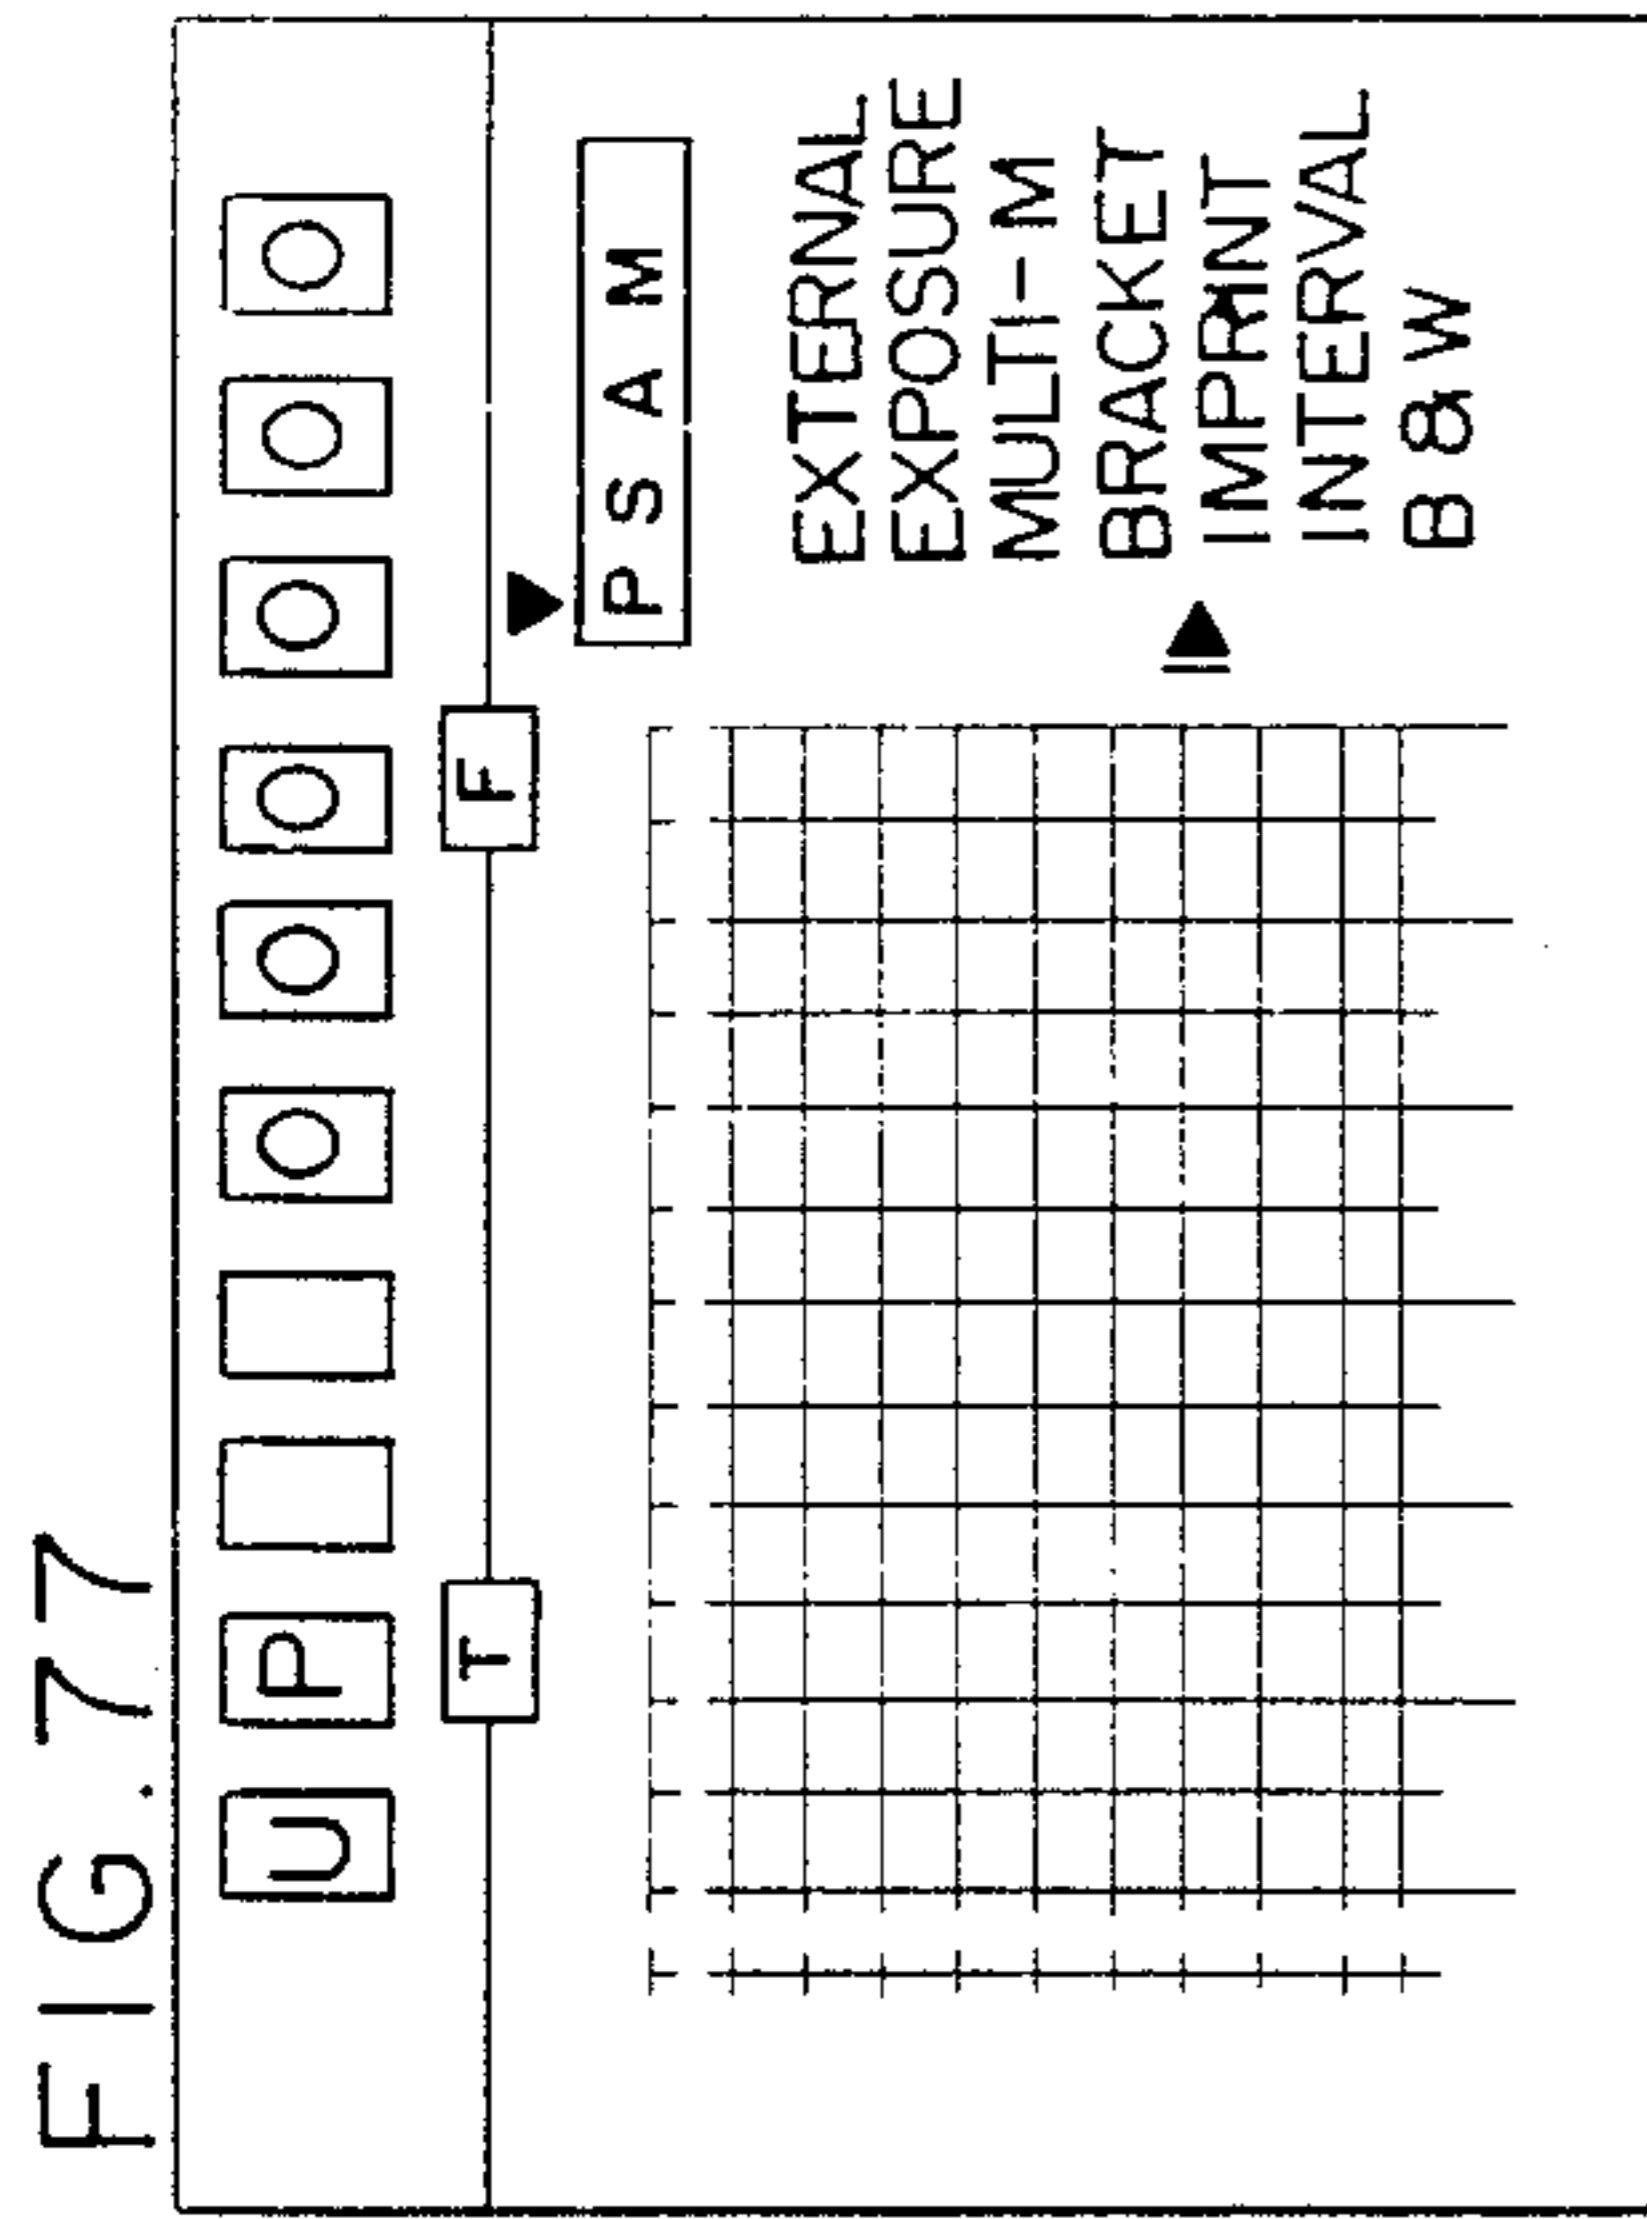 FIG.77
U P O O O O O O
T F
P S A M
EXTERNAL
EXPOSURE
MULTI-M
BRACKET
IMPRINT
INTERVAL
B&W